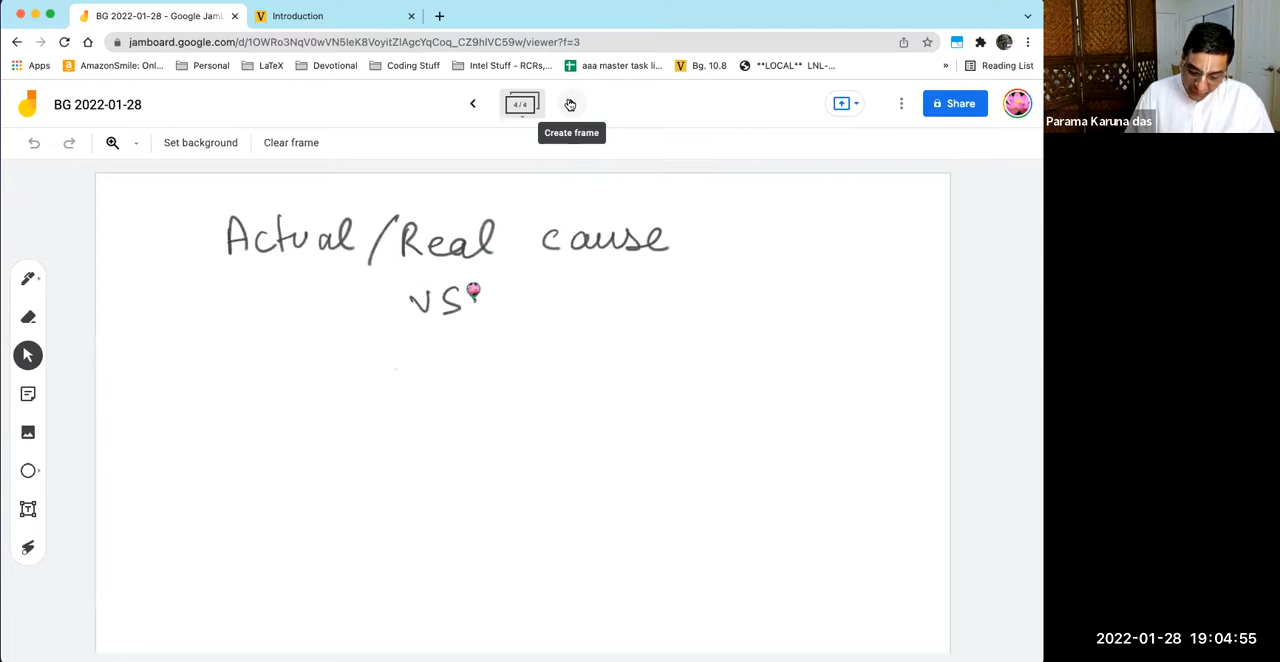 BG 2022-01-28 - Google Jam
Introduction
jamboard.google.com/d/1OWRo3NqV0wVN5leK8VoyitZlAgcYqCoq_CZ9hlVC59w/viewer?f=3
Apps AmazonSmile: Onl... Personal LaTeX Devotional Coding Stuff Intel Stuff - RCRs,... aaa master task li... Bg. 10.8 **LOCAL** LNL-... » Reading List
BG 2022-01-28
4 / 4
Share
Create frame
Set background Clear frame
Actual/Real cause
vs
Parama Karuna das
2022-01-28 19:04:55